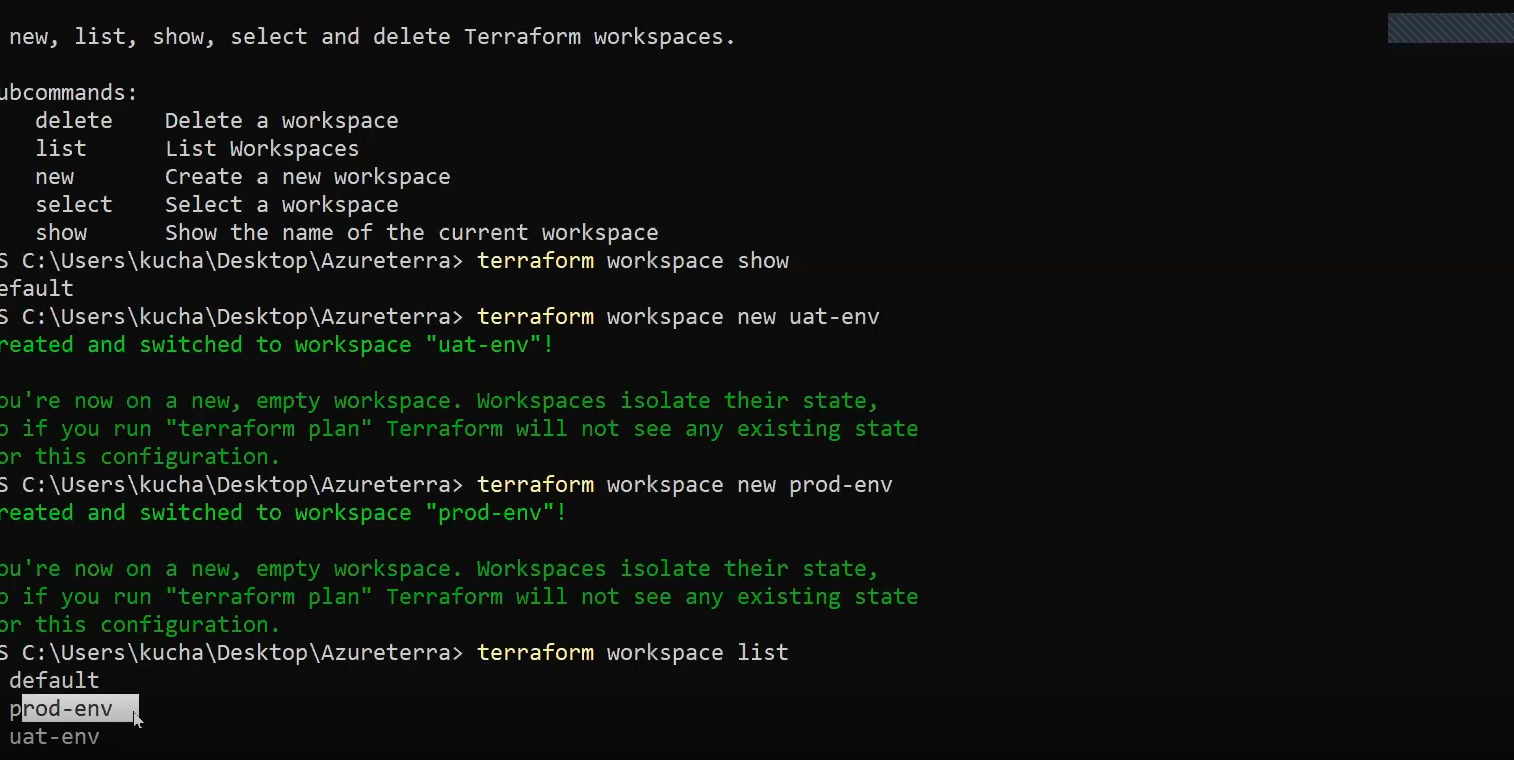 new, list, show, select and delete Terraform workspaces.
ubcommands:
delete    Delete a workspace
list      List Workspaces
new       Create a new workspace
select    Select a workspace
show      Show the name of the current workspace
S C:\Users\kucha\Desktop\Azureterra> terraform workspace show
efault
S C:\Users\kucha\Desktop\Azureterra> terraform workspace new uat-env
reated and switched to workspace "uat-env"!
ou're now on a new, empty workspace. Workspaces isolate their state,
o if you run "terraform plan" Terraform will not see any existing state
or this configuration.
S C:\Users\kucha\Desktop\Azureterra> terraform workspace new prod-env
reated and switched to workspace "prod-env"!
ou're now on a new, empty workspace. Workspaces isolate their state,
o if you run "terraform plan" Terraform will not see any existing state
or this configuration.
S C:\Users\kucha\Desktop\Azureterra> terraform workspace list
default
prod-env
uat-env